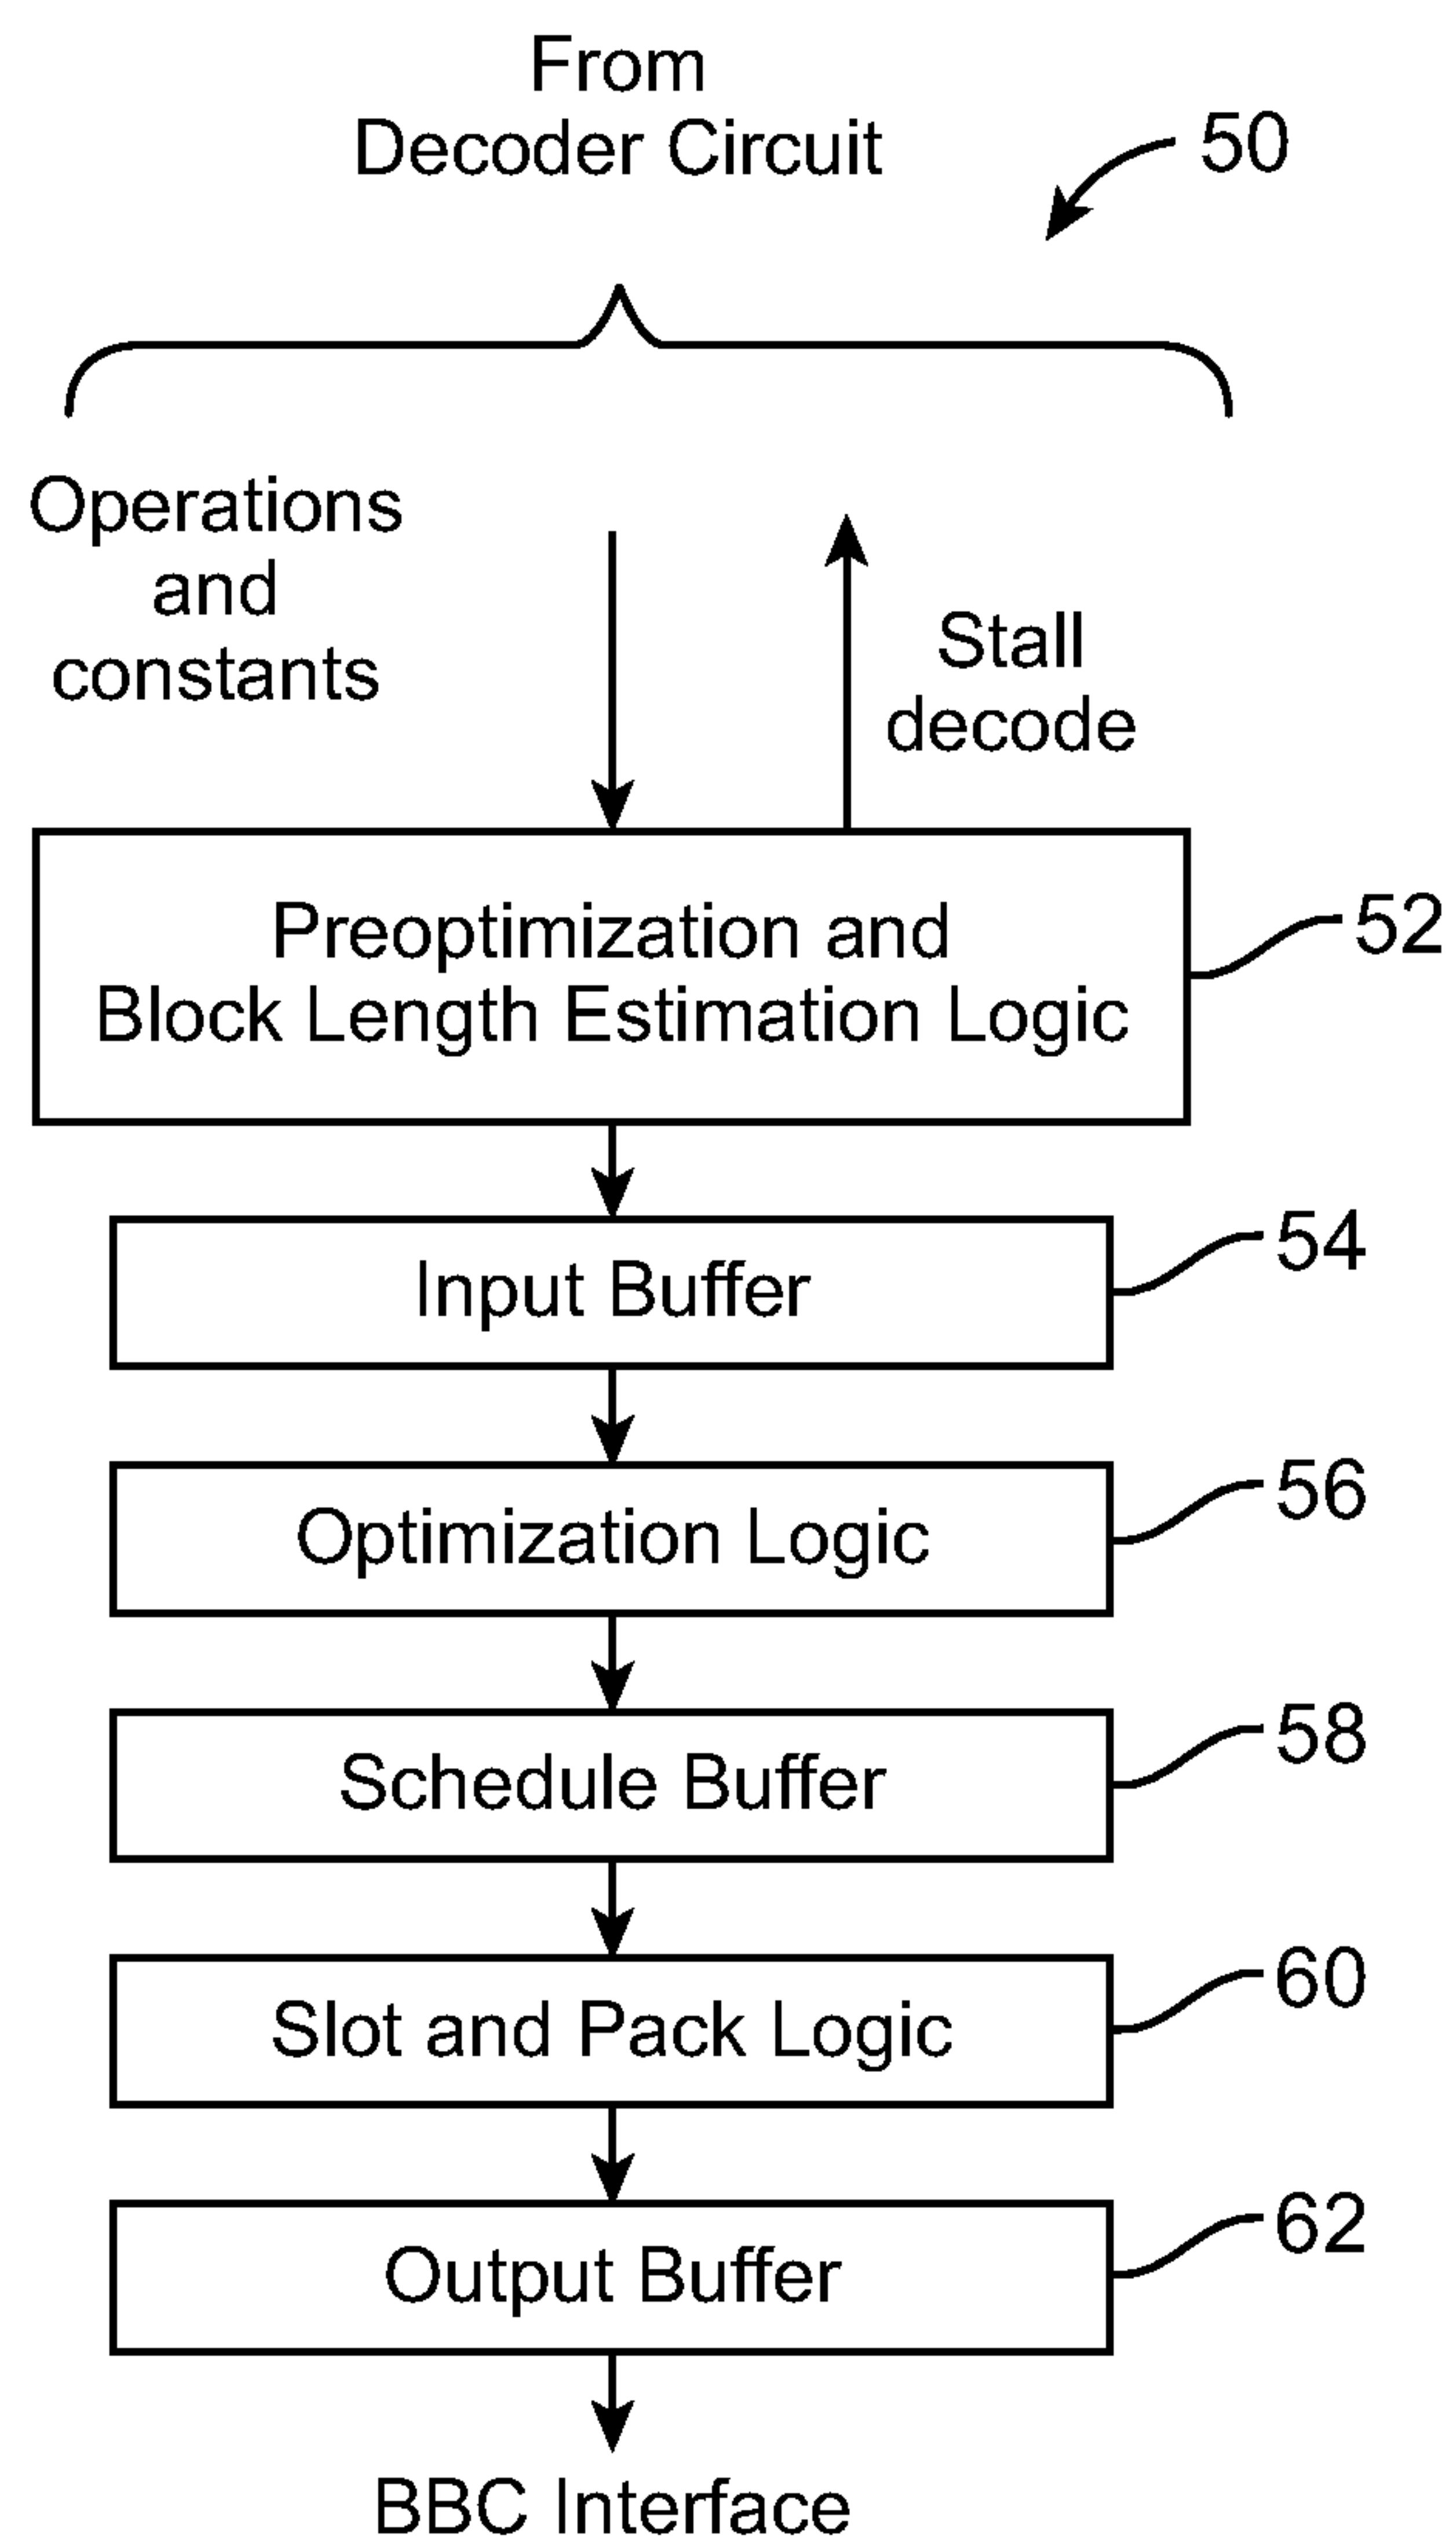 From
Decoder Circuit
50
Operations
and
constants
Stall
decode
Preoptimization and
Block Length Estimation Logic
52
Input Buffer
54
Optimization Logic
56
Schedule Buffer
58
Slot and Pack Logic
60
Output Buffer
62
BBC Interface